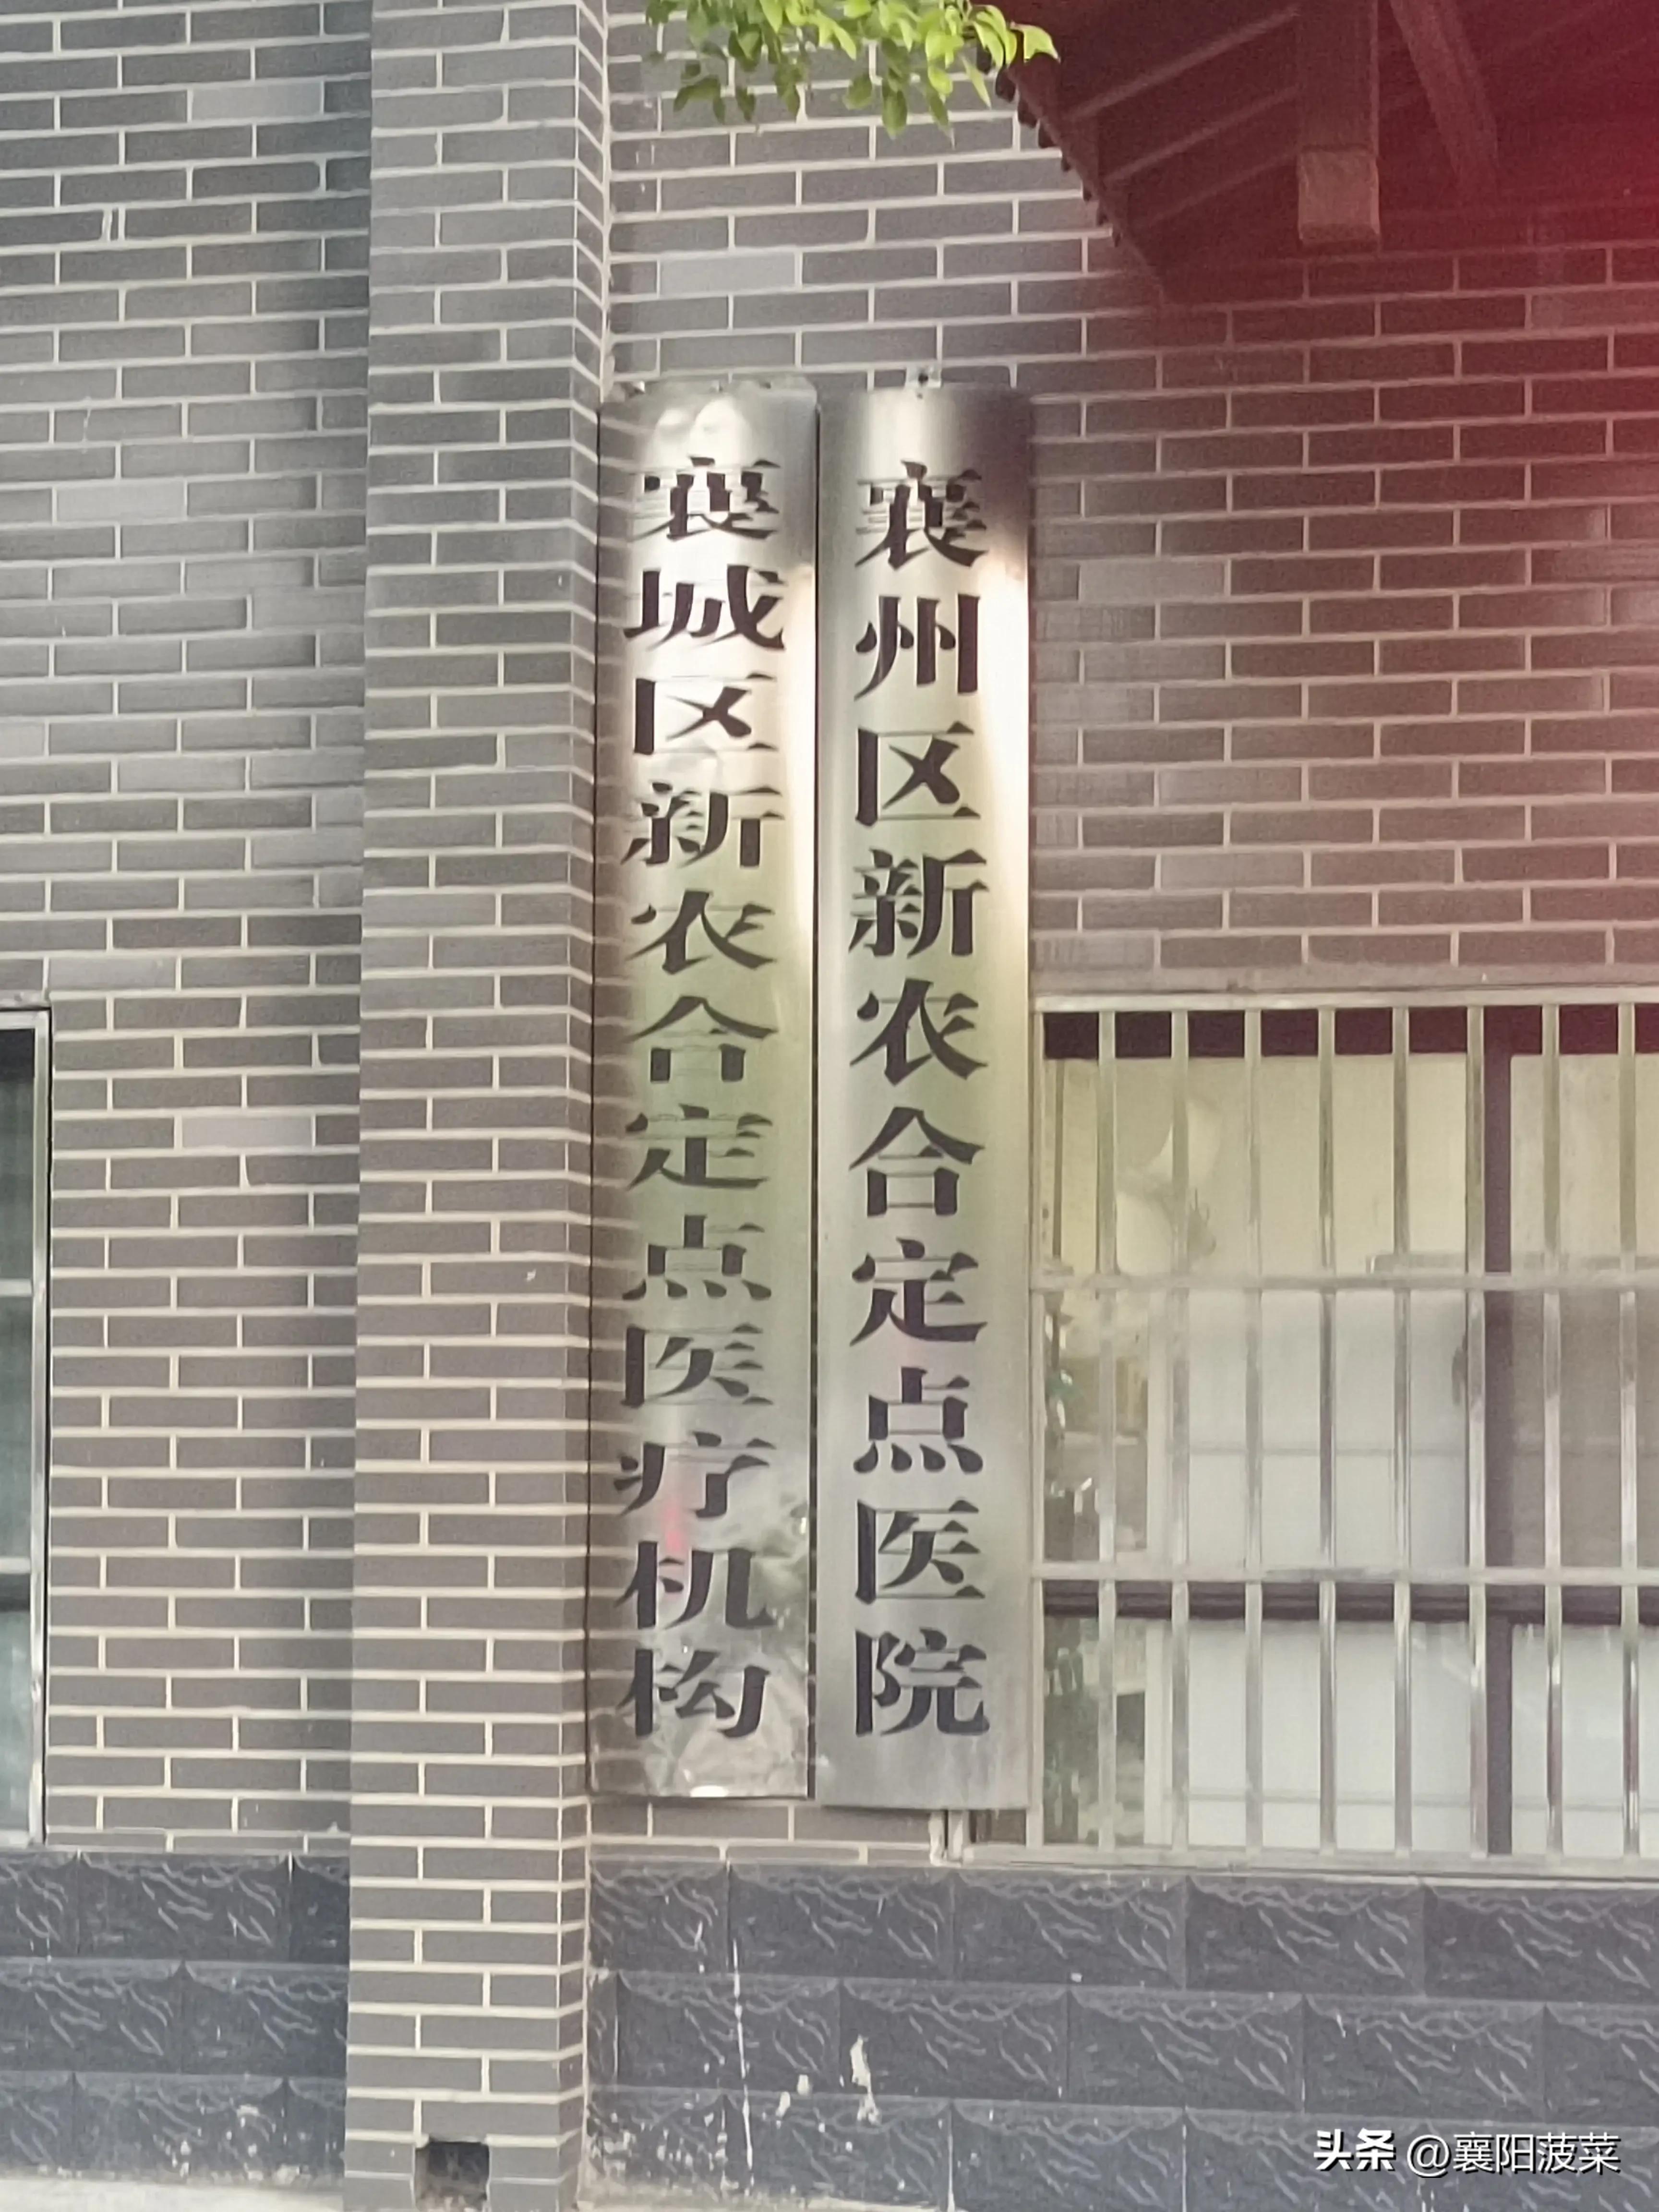 襄城区新农合定点医疗机构
襄州区新农合定点医院
头条 @襄阳菠菜